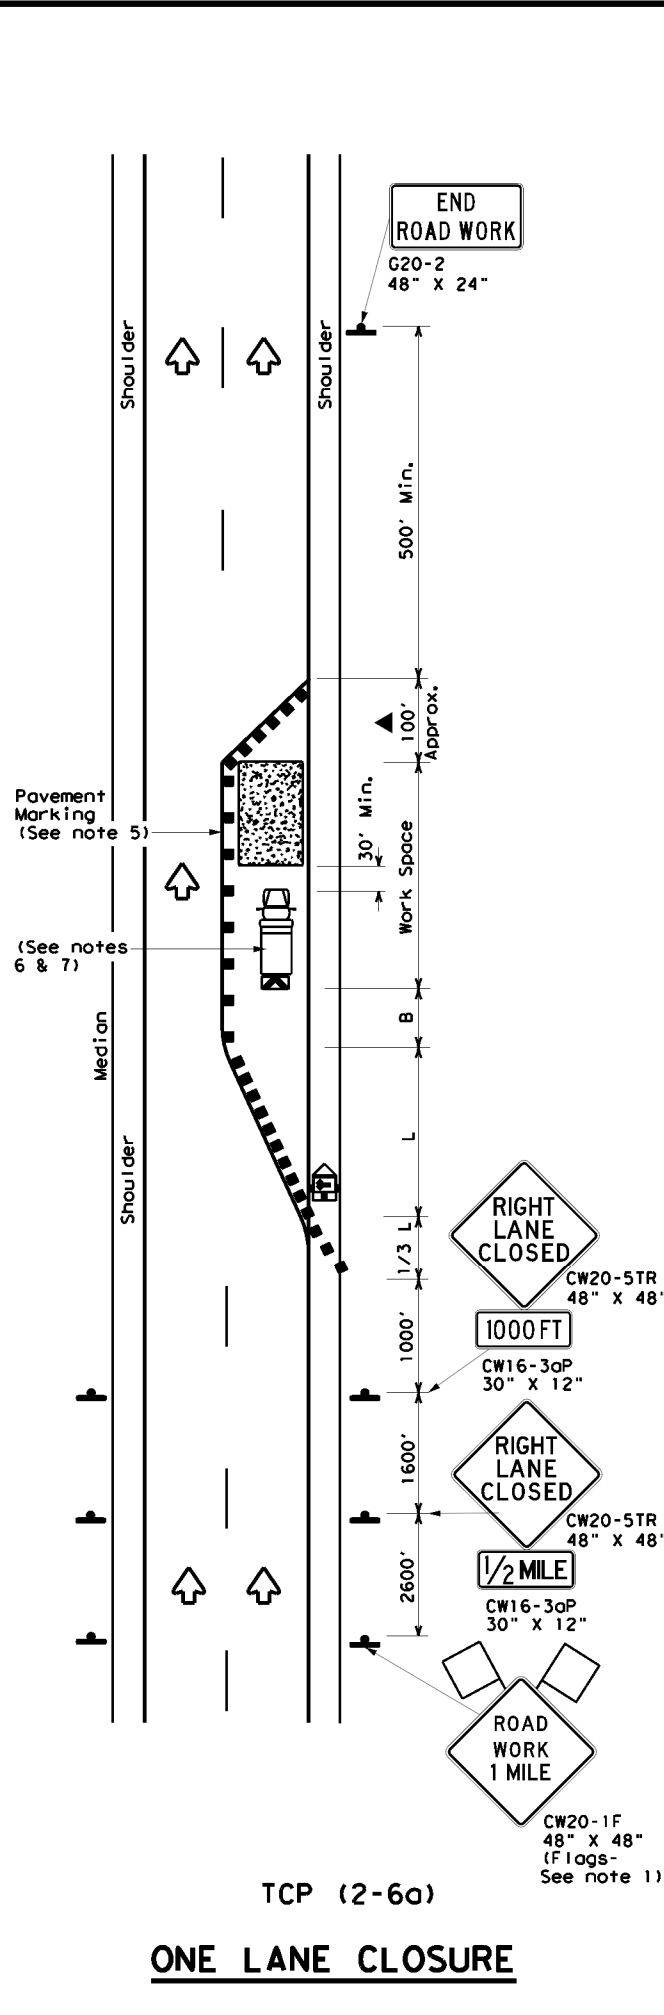 END
ROAD WORK
G20-2
48" X 24"
Shoulder
Shoulder
500' Min.
100'
Approx.
30' Min.
Pavement
Marking
(See note 5)
Work Space
(See notes
6 & 7)
B
Median
L
Shoulder
RIGHT
LANE
CLOSED
1/3 L
CW20-5TR
48" X 48"
1000 FT
1000'
CW16-3aP
30" X 12"
RIGHT
LANE
CLOSED
1600'
CW20-5TR
48" X 48"
1/2 MILE
2600'
CW16-3aP
30" X 12"
ROAD
WORK
1 MILE
CW20-1F
48" X 48"
(Flags-
See note 1)
TCP (2-6a)
ONE LANE CLOSURE